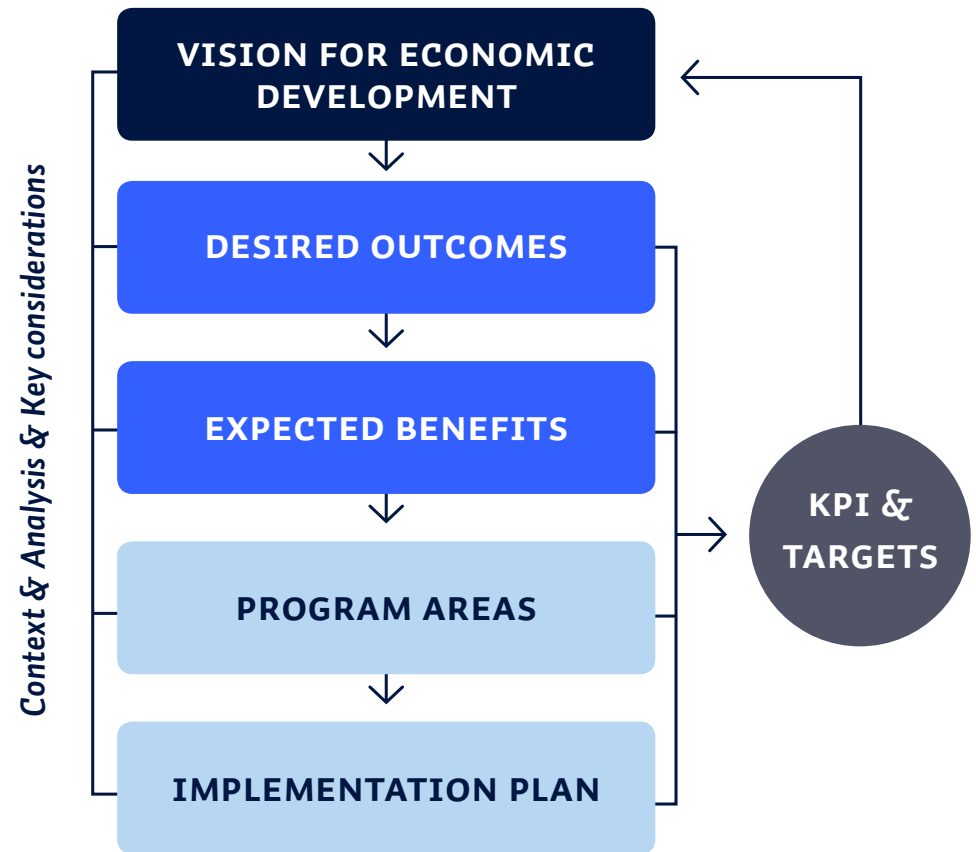 VISION FOR ECONOMIC
DEVELOPMENT
DESIRED OUTCOMES
EXPECTED BENEFITS
PROGRAM AREAS
IMPLEMENTATION PLAN
Context & Analysis & Key considerations
KPI &
TARGETS